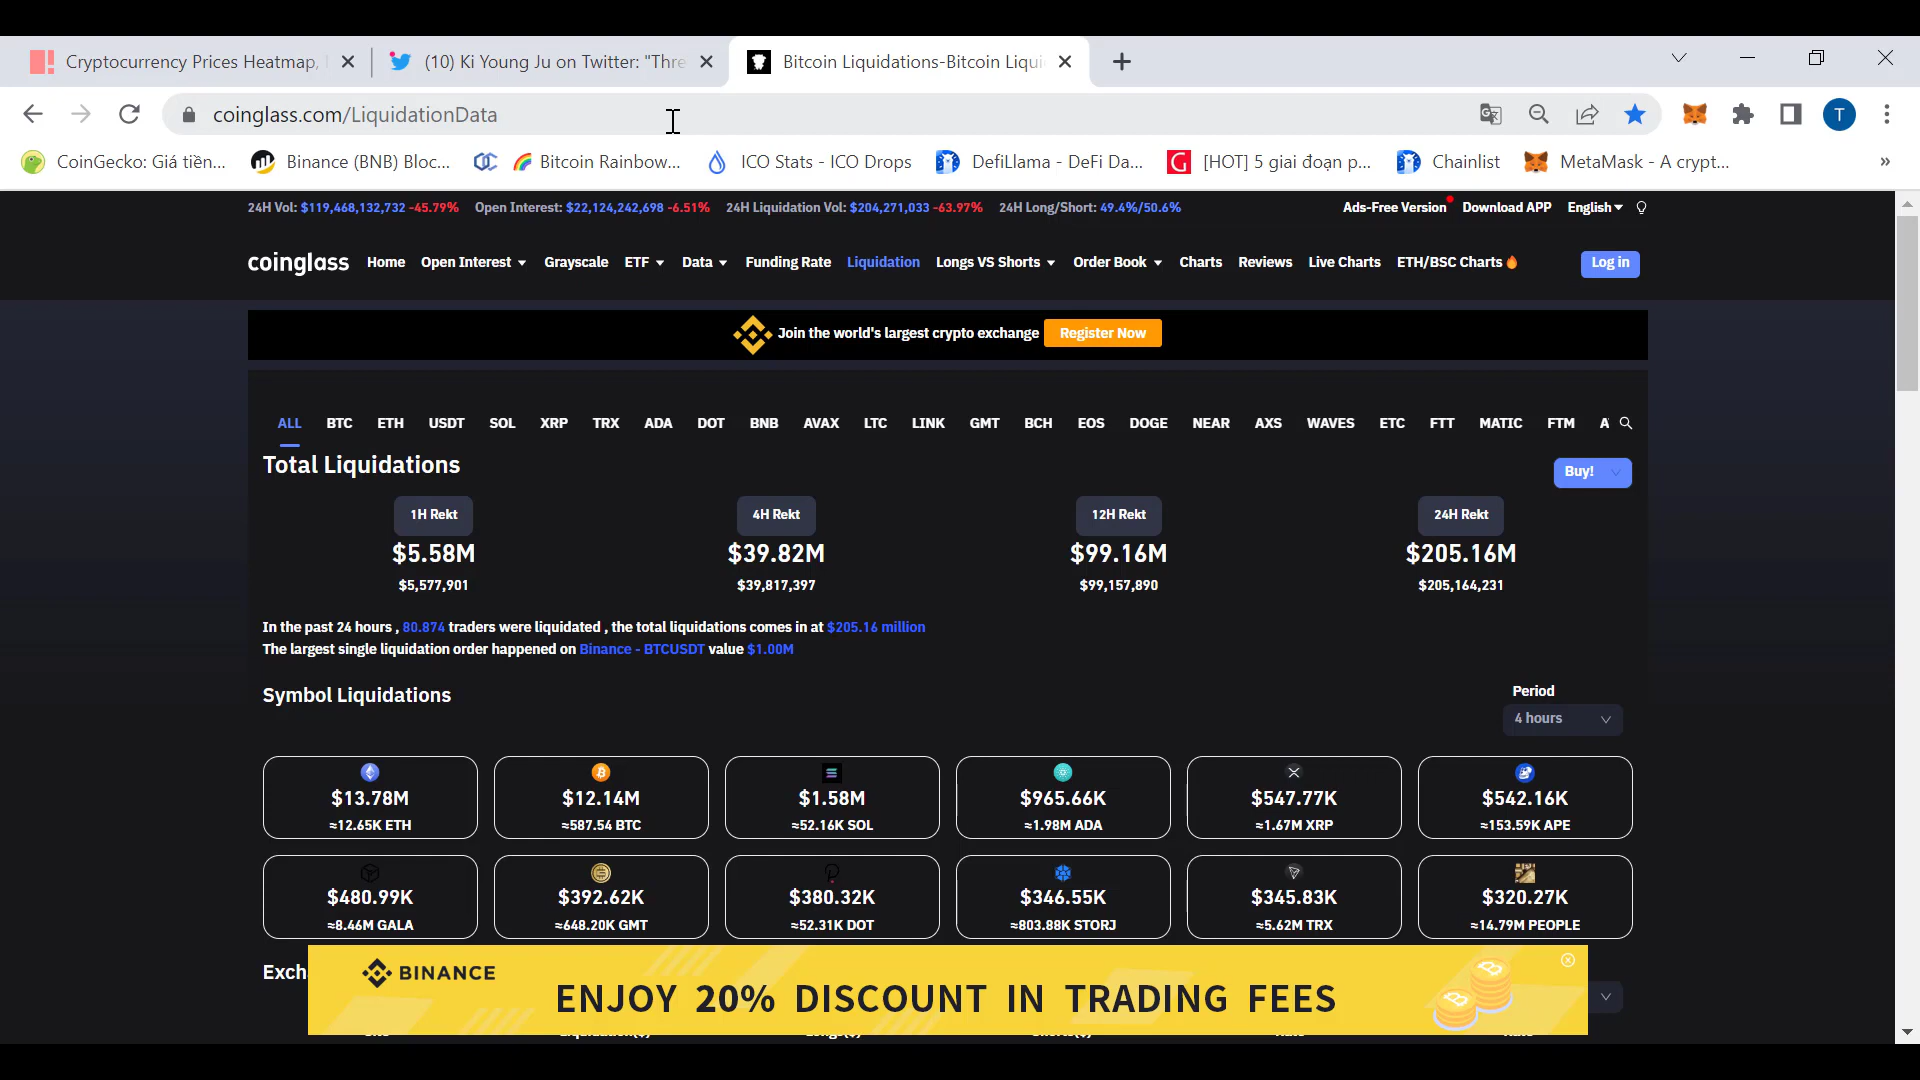 Cryptocurrency Prices Heatmap,
(10) Ki Young Ju on Twitter: "Thre
Bitcoin Liquidations-Bitcoin Liqui
coinglass.com/LiquidationData
T
CoinGecko: Giá tiền...
Binance (BNB) Bloc...
Bitcoin Rainbow...
ICO Stats - ICO Drops
DefiLlama - DeFi Da...
[HOT] 5 giai đoạn p...
Chainlist
MetaMask - A crypt...
»
24H Vol: $119,468,132,732 -45.79% Open Interest: $22,124,242,698 -6.51% 24H Liquidation Vol: $204,271,033 -63.97% 24H Long/Short: 49.4%/50.6%
Ads-Free Version Download APP English
coinglass Home Open Interest Grayscale ETF Data Funding Rate Liquidation Longs VS Shorts Order Book Charts Reviews Live Charts ETH/BSC Charts
Log in
Join the world's largest crypto exchange Register Now
ALL BTC ETH USDT SOL XRP TRX ADA DOT BNB AVAX LTC LINK GMT BCH EOS DOGE NEAR AXS WAVES ETC FTT MATIC FTM
Total Liquidations
Buy!
1H Rekt 4H Rekt 12H Rekt 24H Rekt
$5.58M $39.82M $99.16M $205.16M
$5,577,901 $39,817,397 $99,157,890 $205,164,231
In the past 24 hours , 80.874 traders were liquidated , the total liquidations comes in at $205.16 million
The largest single liquidation order happened on Binance - BTCUSDT value $1.00M
Symbol Liquidations
Period
4 hours
$13.78M $12.14M $1.58M $965.66K $547.77K $542.16K
≈12.65K ETH ≈587.54 BTC ≈52.16K SOL ≈1.98M ADA ≈1.67M XRP ≈153.59K APE
$480.99K $392.62K $380.32K $346.55K $345.83K $320.27K
≈8.46M GALA ≈648.20K GMT ≈52.31K DOT ≈803.88K STORJ ≈5.62M TRX ≈14.79M PEOPLE
Exch
BINANCE
ENJOY 20% DISCOUNT IN TRADING FEES